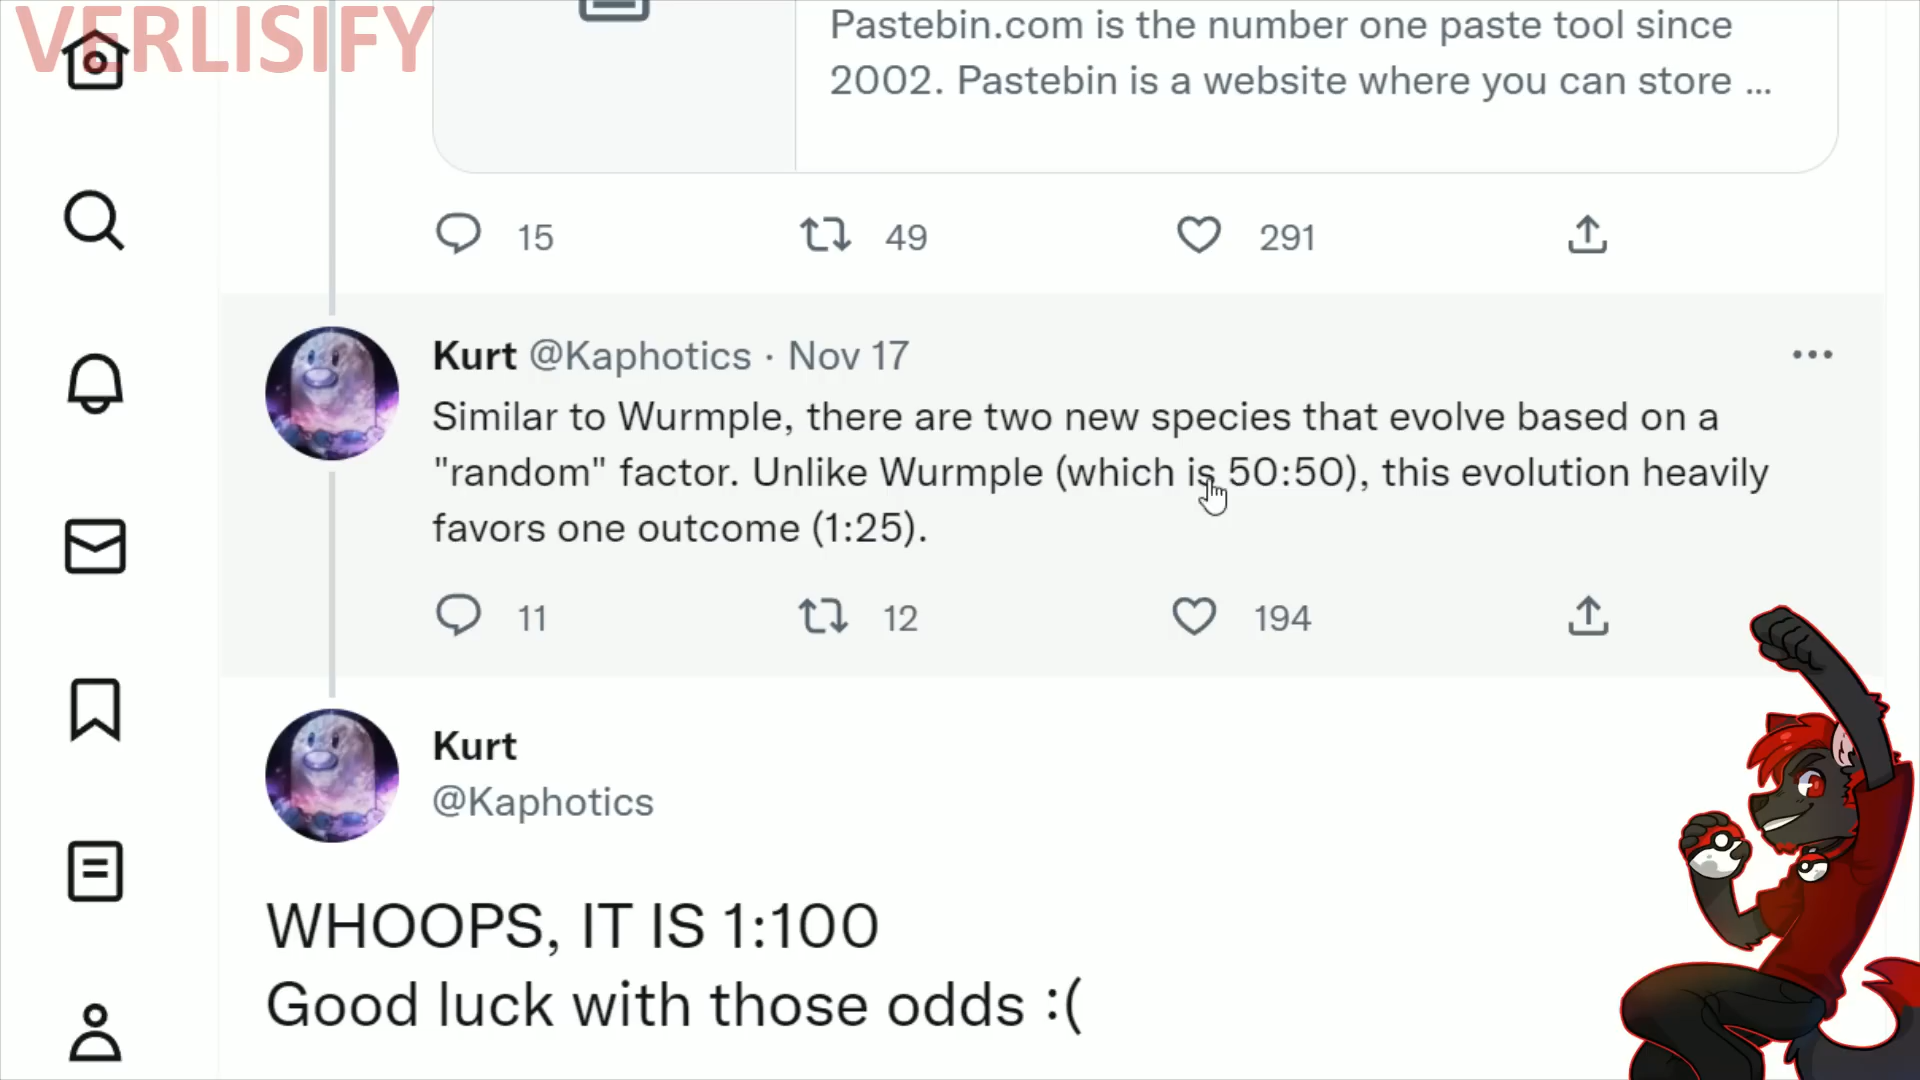 VERLISIFY
Pastebin.com is the number one paste tool since
2002. Pastebin is a website where you can store ...
15 49 291
Kurt @Kaphotics · Nov 17
Similar to Wurmple, there are two new species that evolve based on a
"random" factor. Unlike Wurmple (which is 50:50), this evolution heavily
favors one outcome (1:25).
11 12 194
Kurt
@Kaphotics
WHOOPS, IT IS 1:100
Good luck with those odds :(